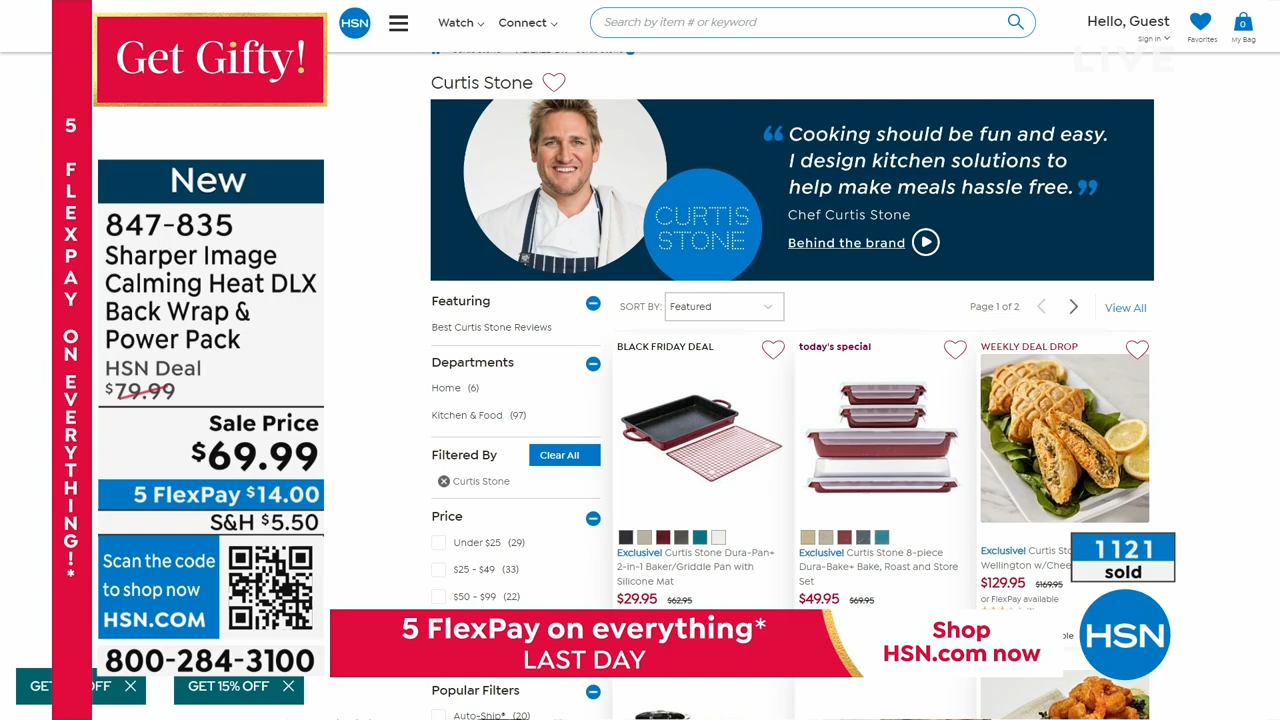 Get Gifty!
5 FLEXPAY ON EVERYTHING!*
New
847-835
Sharper Image
Calming Heat DLX
Back Wrap &
Power Pack
HSN Deal
$79.99
Sale Price
$69.99
5 FlexPay $14.00
S&H $5.50
Scan the code
to shop now
HSN.COM
800-284-3100
GET
OFF ×
GET 15% OFF ×
HSN
Watch
Connect
Search by item # or keyword
Hello, Guest
Sign in
Favorites
0
My Bag
LIVE
Curtis Stone
“ Cooking should be fun and easy.
I design kitchen solutions to
help make meals hassle free. ”
Chef Curtis Stone
Behind the brand
CURTIS
STONE
Featuring
Best Curtis Stone Reviews
Departments
Home (6)
Kitchen & Food (97)
Filtered By
Clear All
Curtis Stone
Price
Under $25 (29)
$25 - $49 (33)
$50 - $99 (22)
Popular Filters
Auto-Ship® (20)
SORT BY:
Featured
Page 1 of 2
View All
BLACK FRIDAY DEAL
Exclusive! Curtis Stone Dura-Pan+
2-in-1 Baker/Griddle Pan with
Silicone Mat
$29.95 $62.95
today's special
Exclusive! Curtis Stone 8-piece
Dura-Bake+ Bake, Roast and Store
Set
$49.95 $69.95
WEEKLY DEAL DROP
Exclusive! Curtis Sto
Wellington w/Chee
$129.95 $169.95
or FlexPay available
1121
sold
5 FlexPay on everything*
LAST DAY
Shop
HSN.com now
HSN